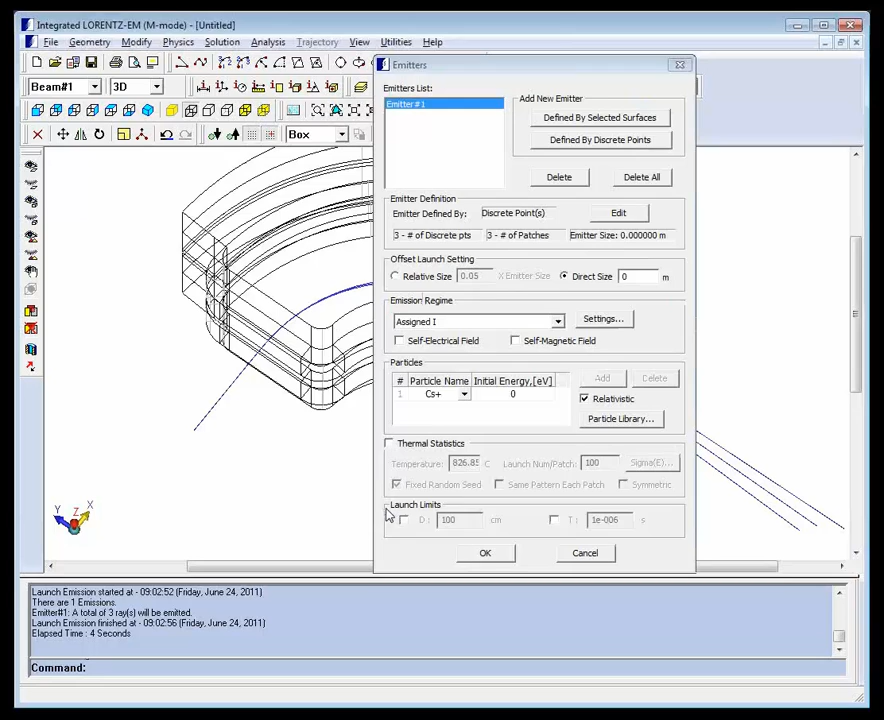 Integrated LORENTZ-EM (M-mode) - [Untitled]
File Geometry Modify Physics Solution Analysis Trajectory View Utilities Help
Beam#1 3D
Box
Emitters
Emitters List:
Emitter#1
Add New Emitter
Defined By Selected Surfaces
Defined By Discrete Points
Delete Delete All
Emitter Definition
Emitter Defined By: Discrete Point(s) Edit
3 - # of Discrete pts 3 - # of Patches Emitter Size: 0.000000 m
Offset Launch Setting
Relative Size 0.05 X Emitter Size Direct Size 0 m
Emission Regime
Assigned I Settings...
Self-Electrical Field Self-Magnetic Field
Particles
# Particle Name Initial Energy,[eV] Add Delete
1 Cs+ 0
Relativistic
Particle Library...
Thermal Statistics
Temperature: 826.85 C Launch Num/Patch: 100 Sigma(E)...
Fixed Random Seed Same Pattern Each Patch Symmetric
Launch Limits
D : 100 cm T : 1e-006 s
OK Cancel
Y Z X
Launch Emission started at - 09:02:52 (Friday, June 24, 2011)
There are 1 Emissions.
Emitter#1: A total of 3 ray(s) will be emitted.
Launch Emission finished at - 09:02:56 (Friday, June 24, 2011)
Elapsed Time : 4 Seconds
Command: